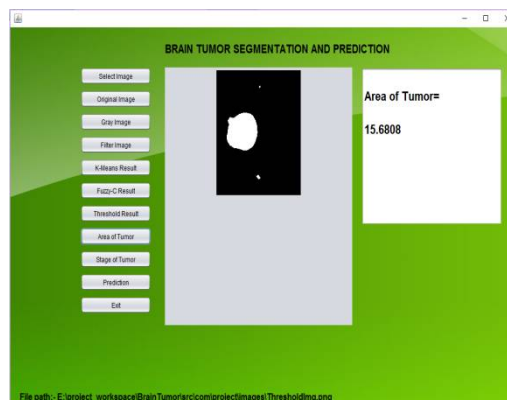 BRAIN TUMOR SEGMENTATION AND PREDICTION
Select Image
Original Image
Gray Image
Filter Image
K-Means Result
Fuzzy-C Result
Threshold Result
Area of Tumor
Stage of Tumor
Prediction
Exit
Area of Tumor=
15.6808
File path:- E:\project_workspace\BrainTumor\src\com\project\images\ThresholdImg.png